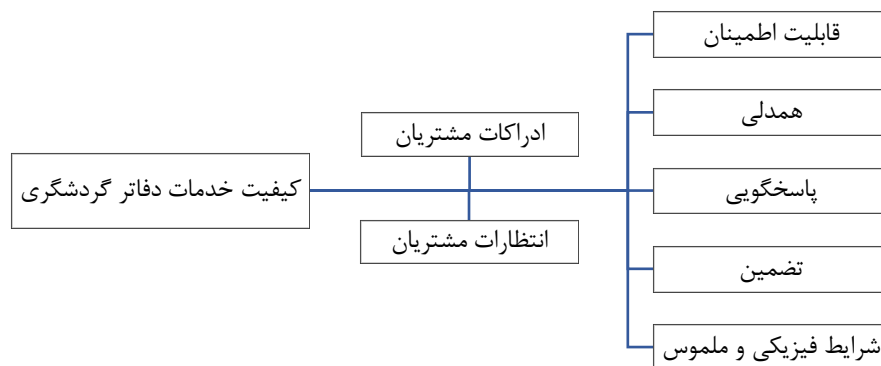 قابلیت اطمینان
همدلی
ادراکات مشتریان
پاسخگویی
کیفیت خدمات دفاتر گردشگری
انتظارات مشتریان
تضمین
شرایط فیزیکی و ملموس